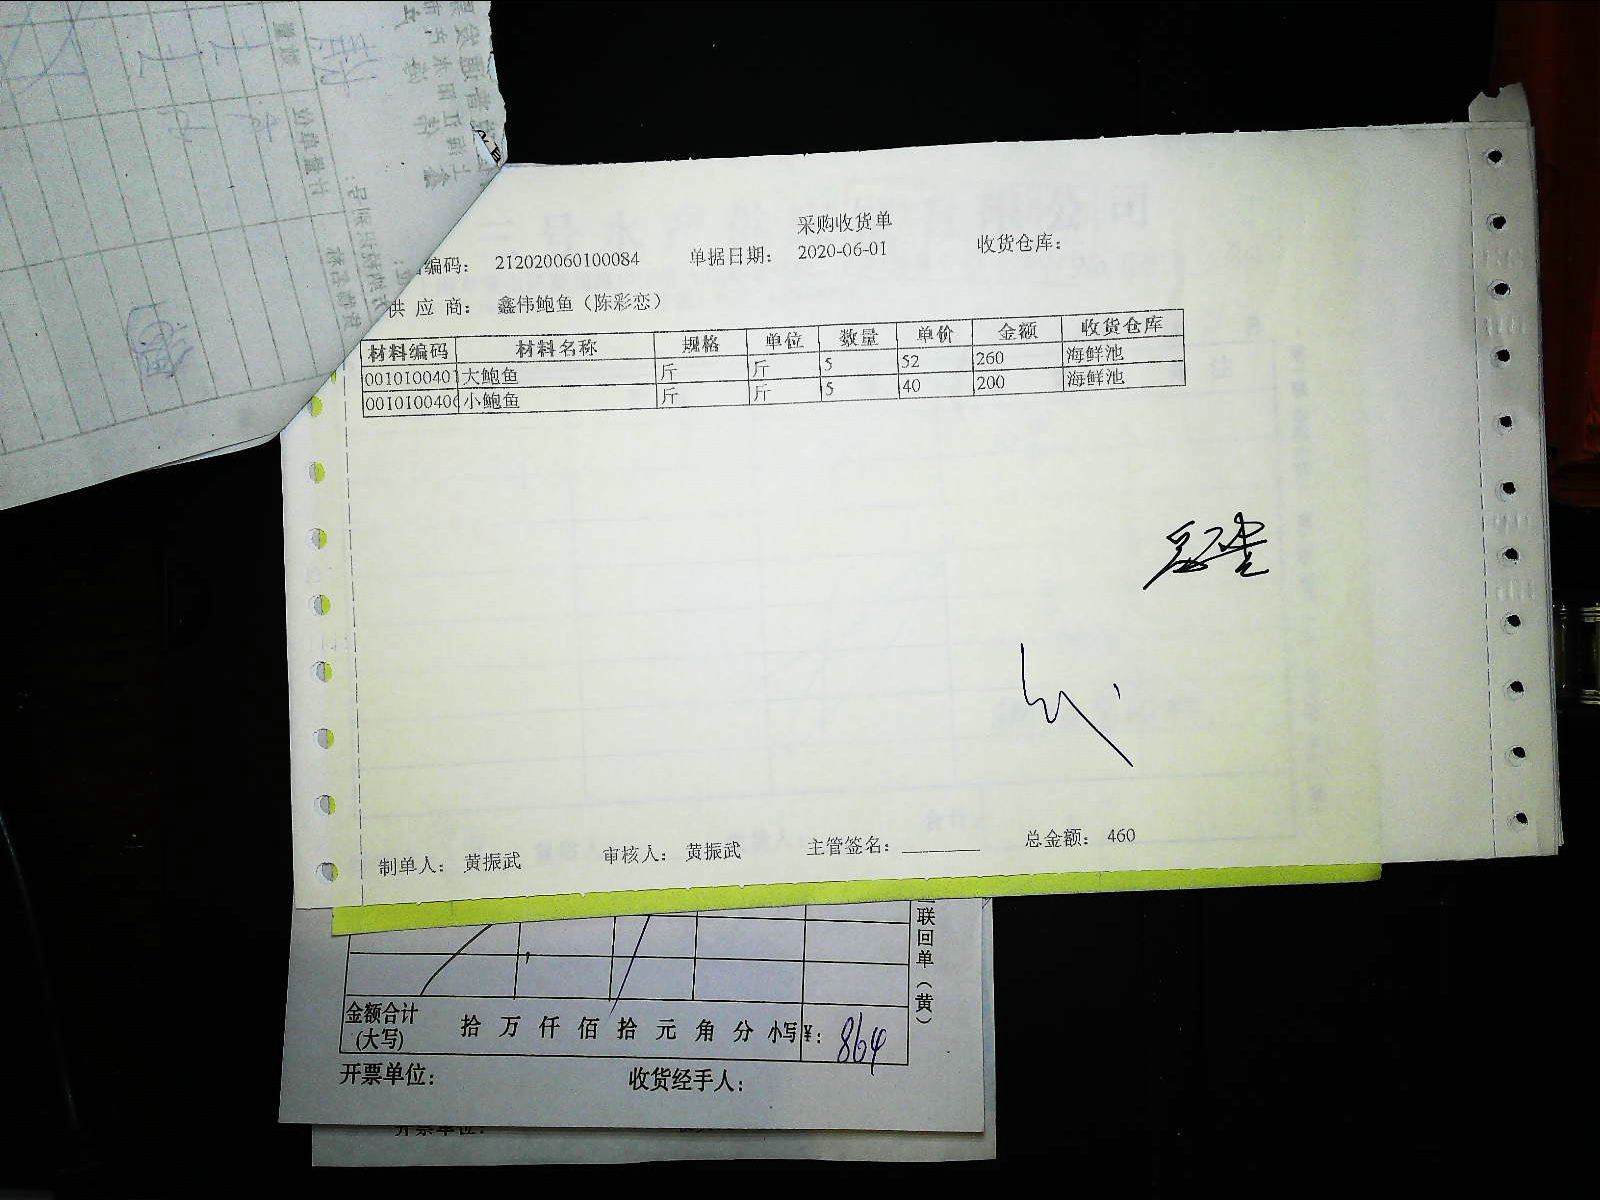 采购收货单
编码： 212020060100084 单据日期： 2020-06-01 收货仓库：
供 应 商： 鑫伟鲍鱼（陈彩恋）
材料编码 材料名称 规格 单位 数量 单价 金额 收货仓库
0010100401 大鲍鱼 斤 斤 5 52 260 海鲜池
001010040 小鲍鱼 斤 斤 5 40 200 海鲜池
制单人： 黄振武 审核人： 黄振武 主管签名： 总金额： 460
联回单（黄）
金额合计
(大写) 拾 万 仟 佰 拾 元 角 分 小写¥： 864
开票单位： 收货经手人：
开票单位：